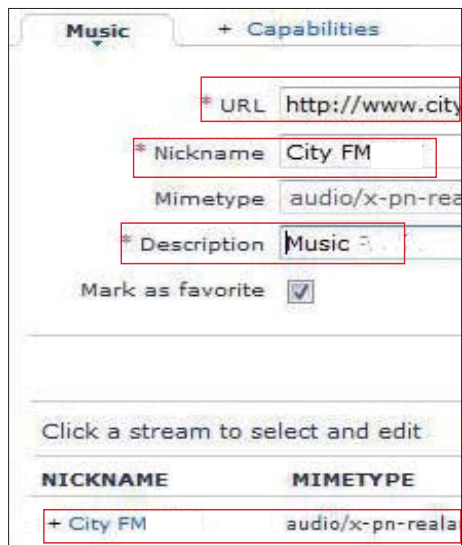 Music + Capabilities
* URL http://www.city
* Nickname City FM
Mimetype audio/x-pn-rea
* Description Music
Mark as favorite
Click a stream to select and edit
NICKNAME MIMETYPE
+ City FM audio/x-pn-reala